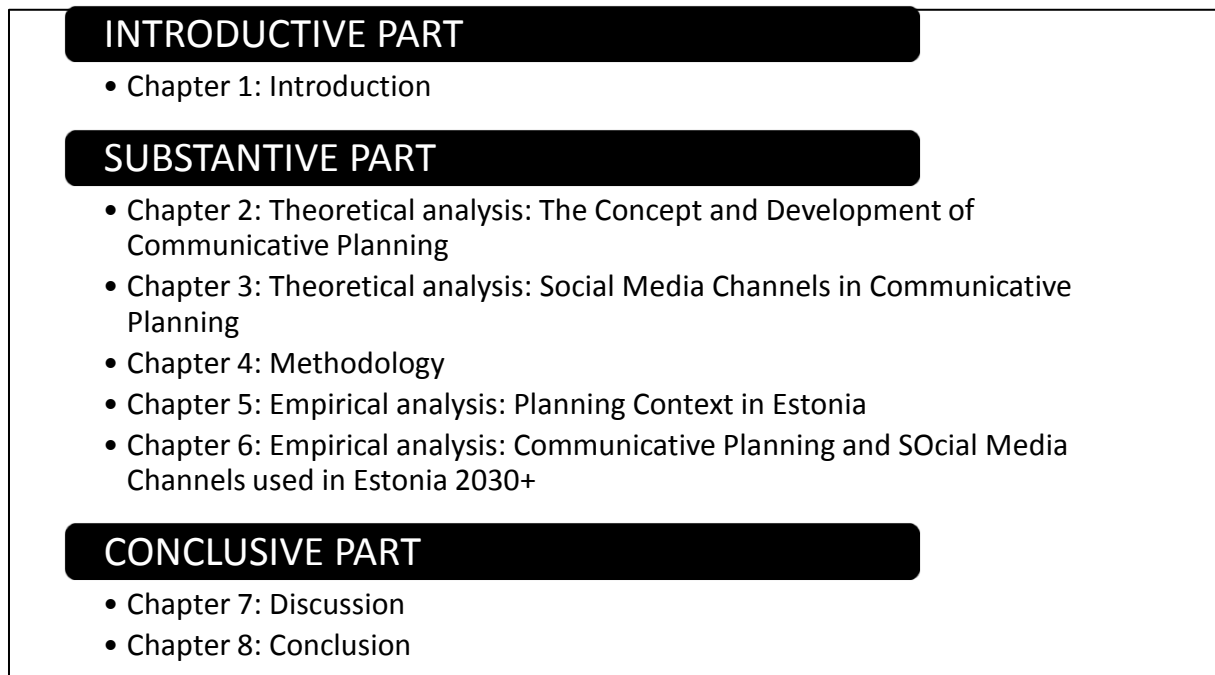 INTRODUCTIVE PART
• Chapter 1: Introduction
SUBSTANTIVE PART
• Chapter 2: Theoretical analysis: The Concept and Development of
Communicative Planning
• Chapter 3: Theoretical analysis: Social Media Channels in Communicative
Planning
• Chapter 4: Methodology
• Chapter 5: Empirical analysis: Planning Context in Estonia
• Chapter 6: Empirical analysis: Communicative Planning and SOcial Media
Channels used in Estonia 2030+
CONCLUSIVE PART
• Chapter 7: Discussion
• Chapter 8: Conclusion